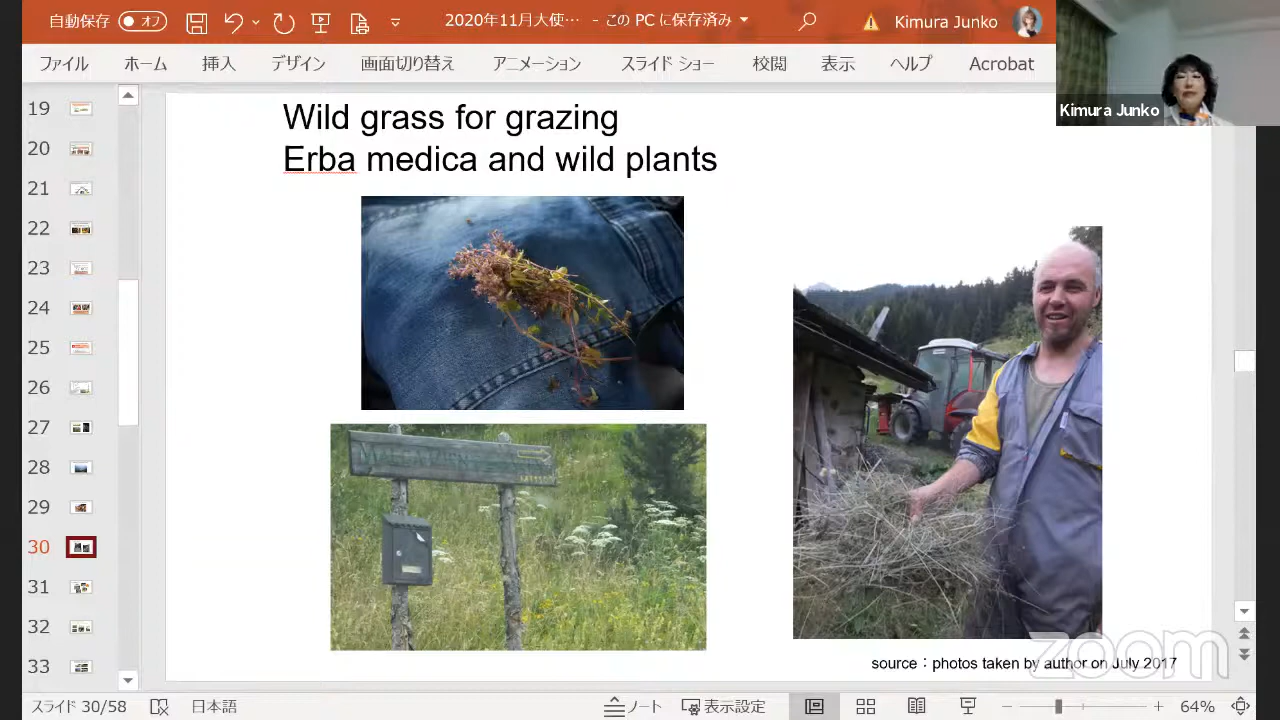 自動保存 オフ 2020年11月大使… - この PC に保存済み Kimura Junko
ファイル ホーム 挿入 デザイン 画面切り替え アニメーション スライド ショー 校閲 表示 ヘルプ Acrobat
Kimura Junko
19
20
21
22
23
24
25
26
27
28
29
30
31
32
33
Wild grass for grazing
Erba medica and wild plants
zoom
source：photos taken by author on July 2017
スライド 30/58 日本語 ノート 表示設定 64%